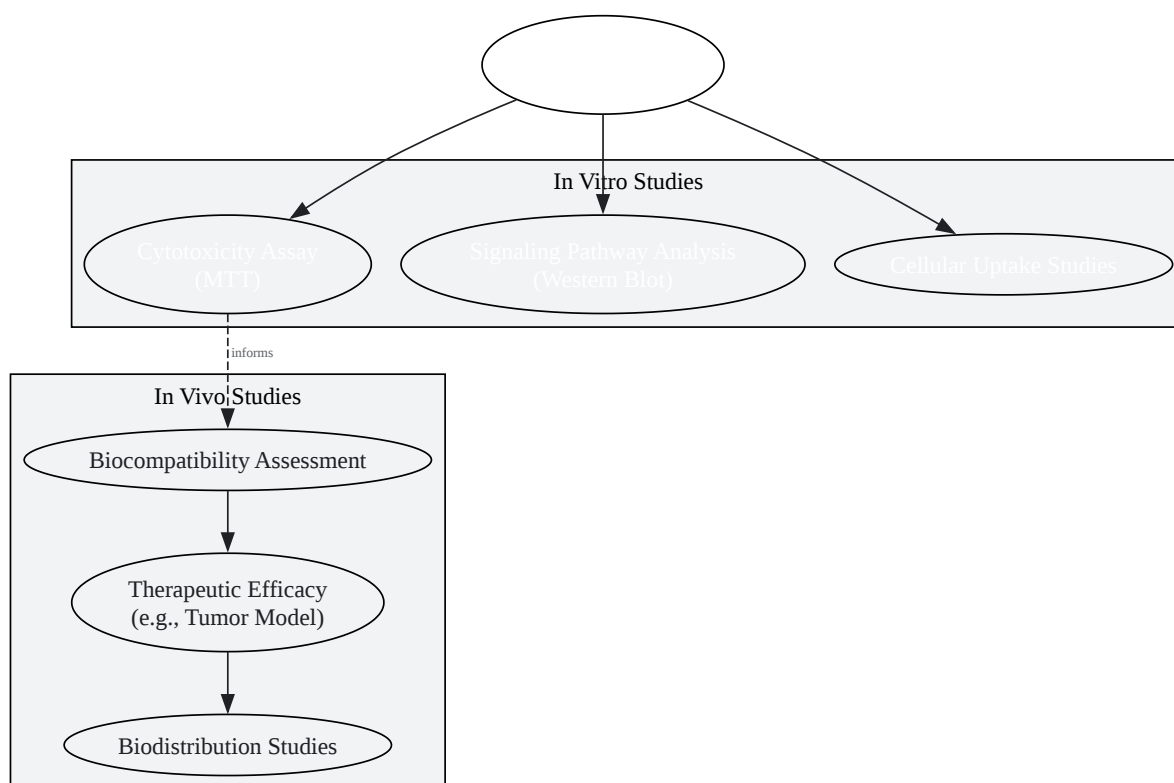 In Vitro Studies
Cytotoxicity Assay
(MTT)
Signaling Pathway Analysis
(Western Blot)
Cellular Uptake Studies
informs
In Vivo Studies
Biocompatibility Assessment
Therapeutic Efficacy
(e.g., Tumor Model)
Biodistribution Studies